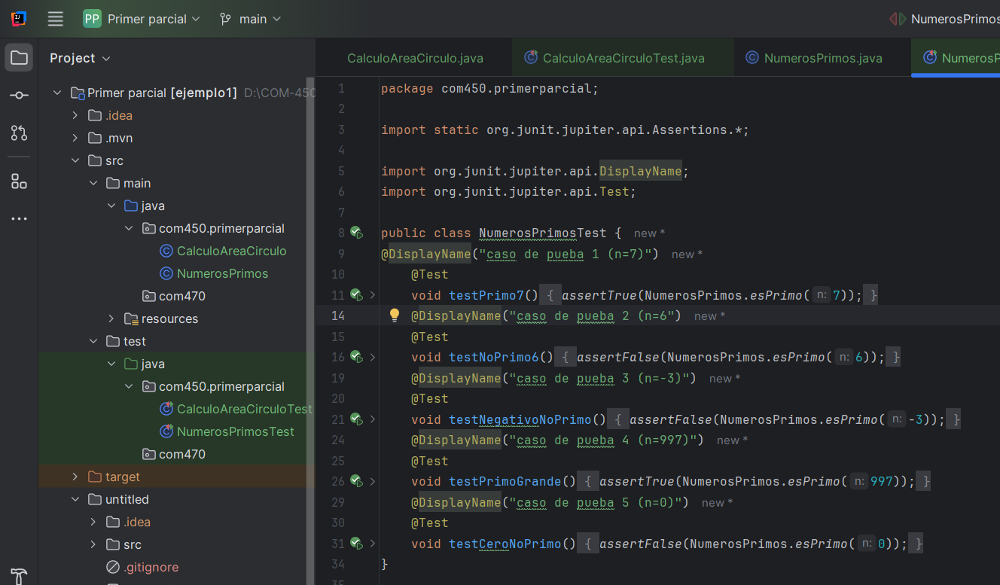 PP Primer parcial main NumerosPrimos
Project
CalculoAreaCirculo.java CalculoAreaCirculoTest.java NumerosPrimos.java NumerosP
Primer parcial [ejemplo1] D:\COM-450
.idea
.mvn
src
main
java
com450.primerparcial
CalculoAreaCirculo
NumerosPrimos
com470
resources
test
java
com450.primerparcial
CalculoAreaCirculoTest
NumerosPrimosTest
com470
target
untitled
.idea
src
.gitignore
1 package com450.primerparcial;
2
3 import static org.junit.jupiter.api.Assertions.*;
4
5 import org.junit.jupiter.api.DisplayName;
6 import org.junit.jupiter.api.Test;
7
8 public class NumerosPrimosTest { new *
9 @DisplayName("caso de pueba 1 (n=7)") new *
10 @Test
11 void testPrimo7() { assertTrue(NumerosPrimos.esPrimo( n: 7)); }
14 @DisplayName("caso de pueba 2 (n=6") new *
15 @Test
16 void testNoPrimo6() { assertFalse(NumerosPrimos.esPrimo( n: 6)); }
19 @DisplayName("caso de pueba 3 (n=-3)") new *
20 @Test
21 void testNegativoNoPrimo() { assertFalse(NumerosPrimos.esPrimo( n: -3)); }
24 @DisplayName("caso de pueba 4 (n=997)") new *
25 @Test
26 void testPrimoGrande() { assertTrue(NumerosPrimos.esPrimo( n: 997)); }
29 @DisplayName("caso de pueba 5 (n=0)") new *
30 @Test
31 void testCeroNoPrimo() { assertFalse(NumerosPrimos.esPrimo( n: 0)); }
34 }
35